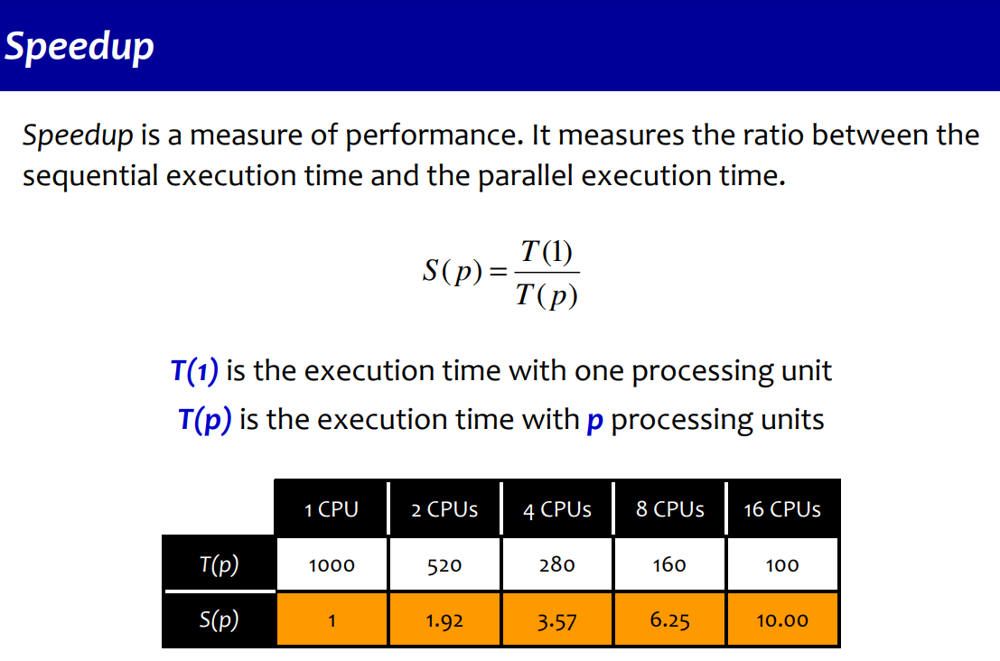 Speedup
Speedup is a measure of performance. It measures the ratio between the
sequential execution time and the parallel execution time.
S(p) = T(1) / T(p)
T(1) is the execution time with one processing unit
T(p) is the execution time with p processing units
1 CPU 2 CPUs 4 CPUs 8 CPUs 16 CPUs
T(p) 1000 520 280 160 100
S(p) 1 1.92 3.57 6.25 10.00